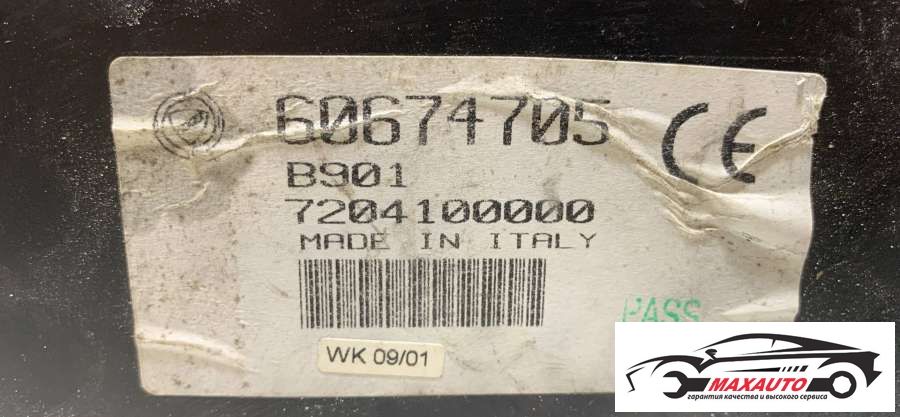 60674705
CE
B901
7204100000
MADE IN ITALY
PASS
WK 09/01
MAXAUTO
гарантия качества и высокого сервиса